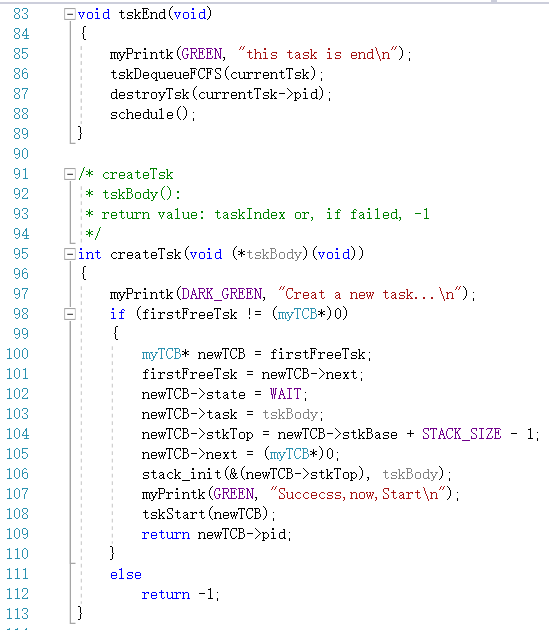 83 void tskEnd(void)
84 {
85 myPrintk(GREEN, "this task is end\n");
86 tskDequeueFCFS(currentTsk);
87 destroyTsk(currentTsk->pid);
88 schedule();
89 }
90
91 /* createTsk
92 * tskBody():
93 * return value: taskIndex or, if failed, -1
94 */
95 int createTsk(void (*tskBody)(void))
96 {
97 myPrintk(DARK_GREEN, "Creat a new task...\n");
98 if (firstFreeTsk != (myTCB*)0)
99 {
100 myTCB* newTCB = firstFreeTsk;
101 firstFreeTsk = newTCB->next;
102 newTCB->state = WAIT;
103 newTCB->task = tskBody;
104 newTCB->stkTop = newTCB->stkBase + STACK_SIZE - 1;
105 newTCB->next = (myTCB*)0;
106 stack_init(&(newTCB->stkTop), tskBody);
107 myPrintk(GREEN, "Succecss,now,Start\n");
108 tskStart(newTCB);
109 return newTCB->pid;
110 }
111 else
112 return -1;
113 }